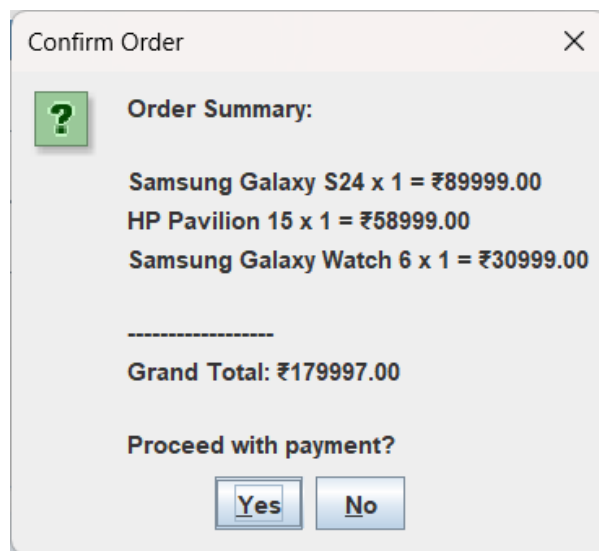 Confirm Order
?
Order Summary:
Samsung Galaxy S24 x 1 = ₹89999.00
HP Pavilion 15 x 1 = ₹58999.00
Samsung Galaxy Watch 6 x 1 = ₹30999.00
------------------
Grand Total: ₹179997.00
Proceed with payment?
Yes No